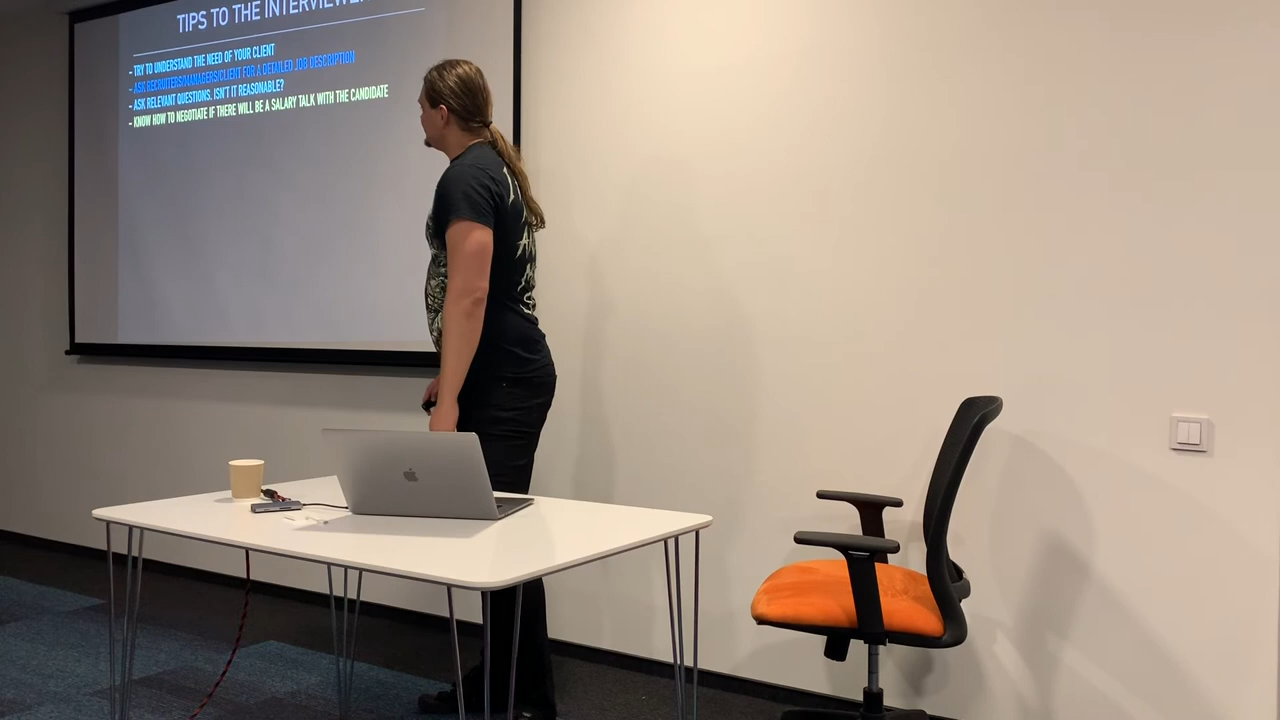 TIPS TO THE INTERVIEWER
- TRY TO UNDERSTAND THE NEED OF YOUR CLIENT
- ASK RECRUITERS/MANAGERS/CLIENT FOR A DETAILED JOB DESCRIPTION
- ASK RELEVANT QUESTIONS. ISN'T IT REASONABLE?
- KNOW HOW TO NEGOTIATE IF THERE WILL BE A SALARY TALK WITH THE CANDIDATE